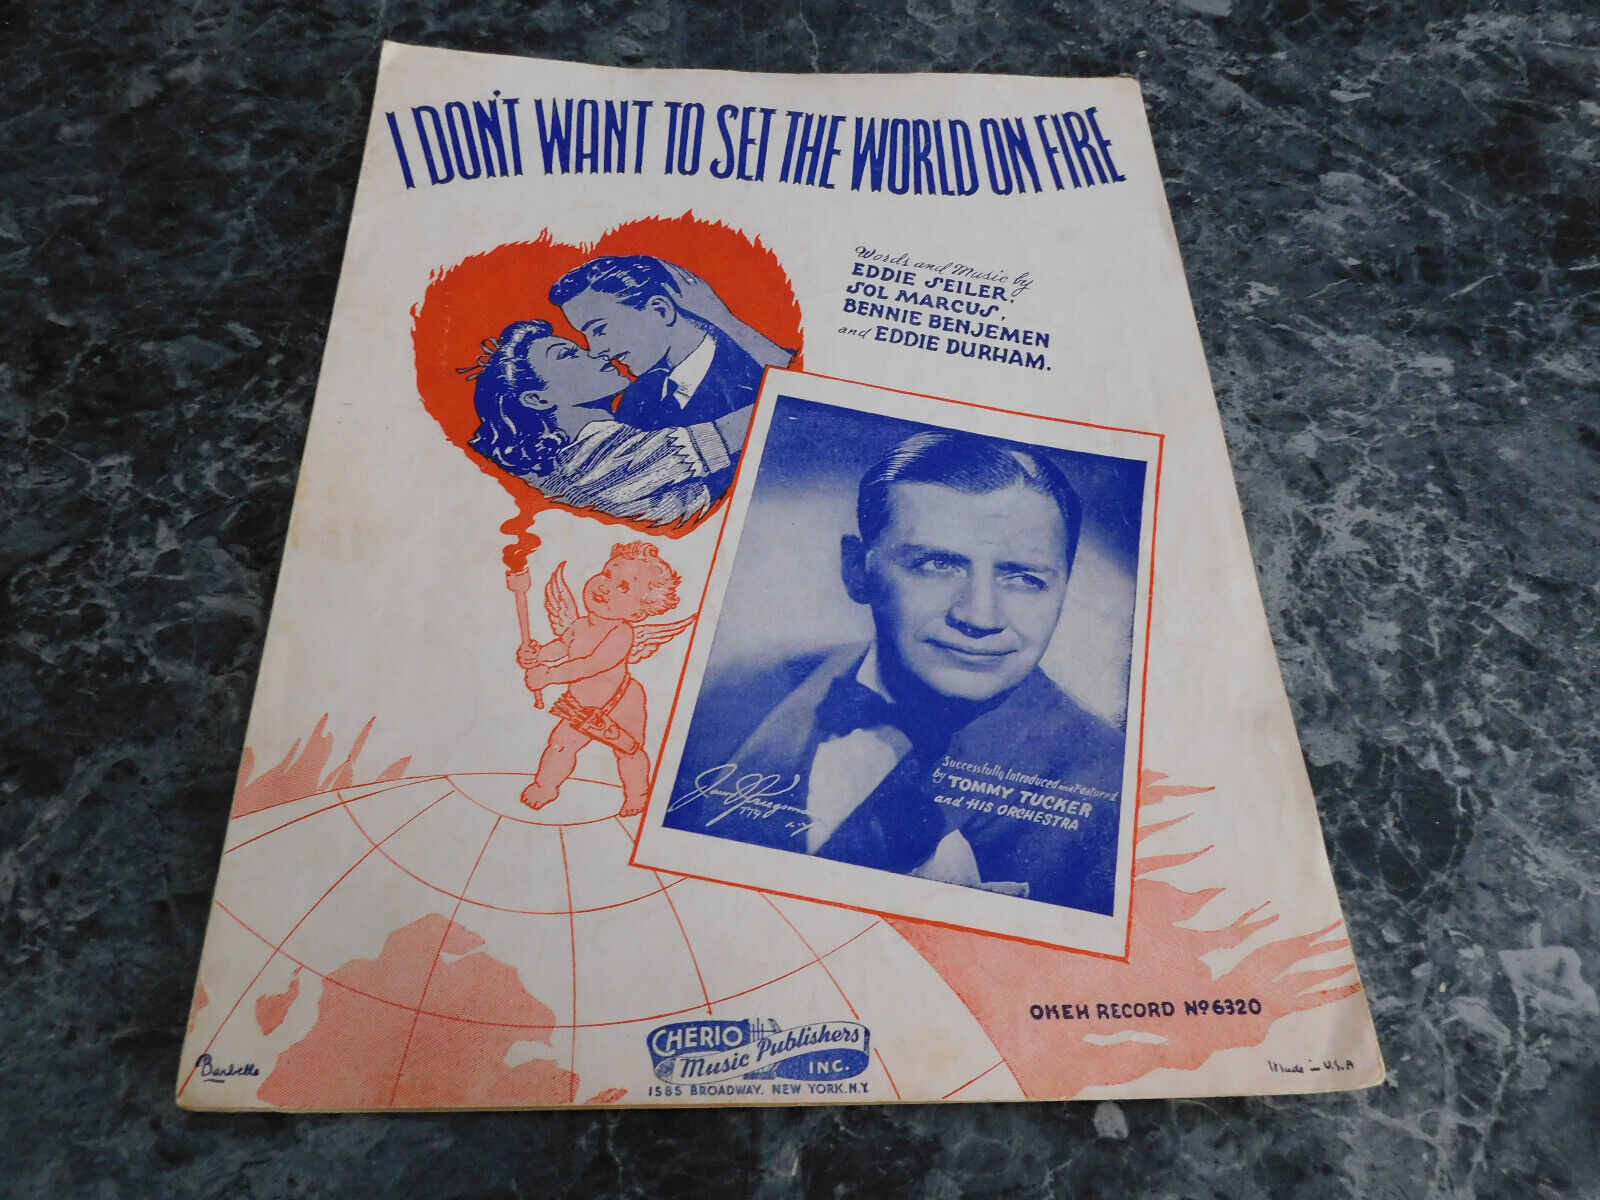 I DON'T WANT TO SET THE WORLD ON FIRE
Words and Music by
EDDIE SEILER,
SOL MARCUS,
BENNIE BENJEMEN
and EDDIE DURHAM.
Successfully Introduced and Featured
by TOMMY TUCKER
and HIS ORCHESTRA
OKEH RECORD No 6320
CHERIO
Music Publishers
INC.
1585 BROADWAY, NEW YORK, N.Y.
Barbelle
Made in U.S.A